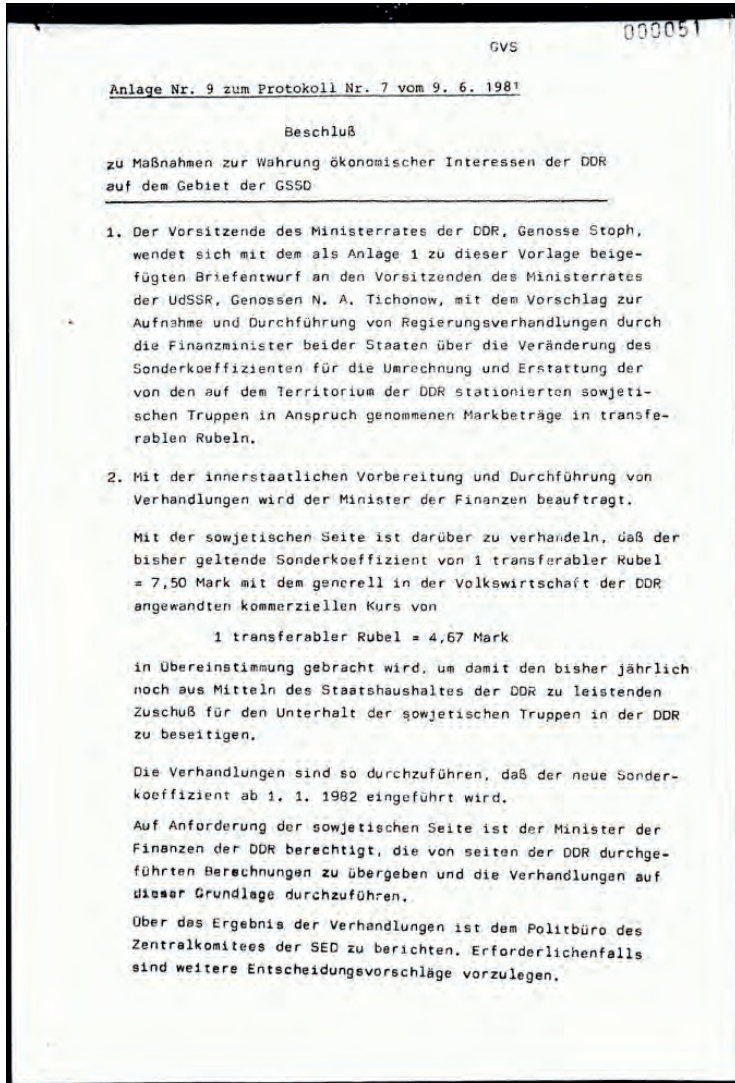 000051
GVS
Anlage Nr. 9 zum Protokoll Nr. 7 vom 9. 6. 1981
Beschluß
zu Maßnahmen zur Wahrung ökonomischer Interessen der DDR
auf dem Gebiet der GSSD
1. Der Vorsitzende des Ministerrates der DDR, Genosse Stoph,
wendet sich mit dem als Anlage 1 zu dieser Vorlage beige-
fügten Briefentwurf an den Vorsitzenden des Ministerrates
der UdSSR, Genossen N. A. Tichonow, mit dem Vorschlag zur
Aufnahme und Durchführung von Regierungsverhandlungen durch
die Finanzminister beider Staaten über die Veränderung des
Sonderkoeffizienten für die Umrechnung und Erstattung der
von den auf dem Territorium der DDR stationierten sowjeti-
schen Truppen in Anspruch genommenen Markbeträge in transfe-
rablen Rubeln.
2. Mit der innerstaatlichen Vorbereitung und Durchführung von
Verhandlungen wird der Minister der Finanzen beauftragt.
Mit der sowjetischen Seite ist darüber zu verhandeln, daß der
bisher geltende Sonderkoeffizient von 1 transferabler Rubel
= 7,50 Mark mit dem generell in der Volkswirtschaft der DDR
angewandten kommerziellen Kurs von
1 transferabler Rubel = 4,67 Mark
in Übereinstimmung gebracht wird, um damit den bisher jährlich
noch aus Mitteln des Staatshaushaltes der DDR zu leistenden
Zuschuß für den Unterhalt der sowjetischen Truppen in der DDR
zu beseitigen.
Die Verhandlungen sind so durchzuführen, daß der neue Sonder-
koeffizient ab 1. 1. 1982 eingeführt wird.
Auf Anforderung der sowjetischen Seite ist der Minister der
Finanzen der DDR berechtigt, die von seiten der DDR durchge-
führten Berechnungen zu übergeben und die Verhandlungen auf
dieser Grundlage durchzuführen.
Über das Ergebnis der Verhandlungen ist dem Politbüro des
Zentralkomitees der SED zu berichten. Erforderlichenfalls
sind weitere Entscheidungsvorschläge vorzulegen.